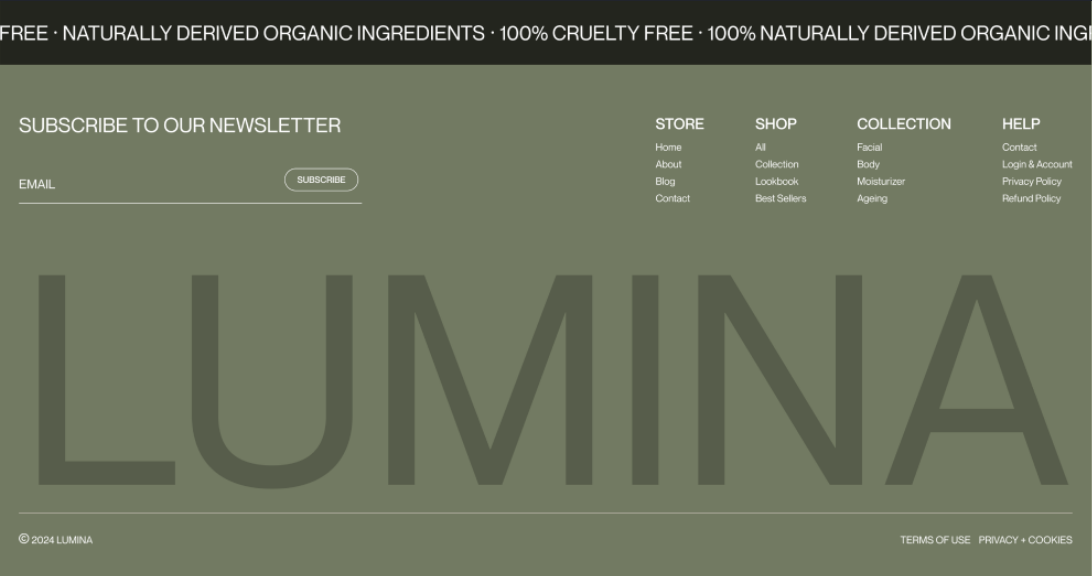 FREE · NATURALLY DERIVED ORGANIC INGREDIENTS · 100% CRUELTY FREE · 100% NATURALLY DERIVED ORGANIC
SUBSCRIBE TO OUR NEWSLETTER
EMAIL
SUBSCRIBE
STORE
Home
About
Blog
Contact
SHOP
All
Collection
Lookbook
Best Sellers
COLLECTION
Facial
Body
Moisturizer
Ageing
HELP
Contact
Login & Account
Privacy Policy
Refund Policy
LUMINA
© 2024 LUMINA
TERMS OF USE PRIVACY + COOKIES